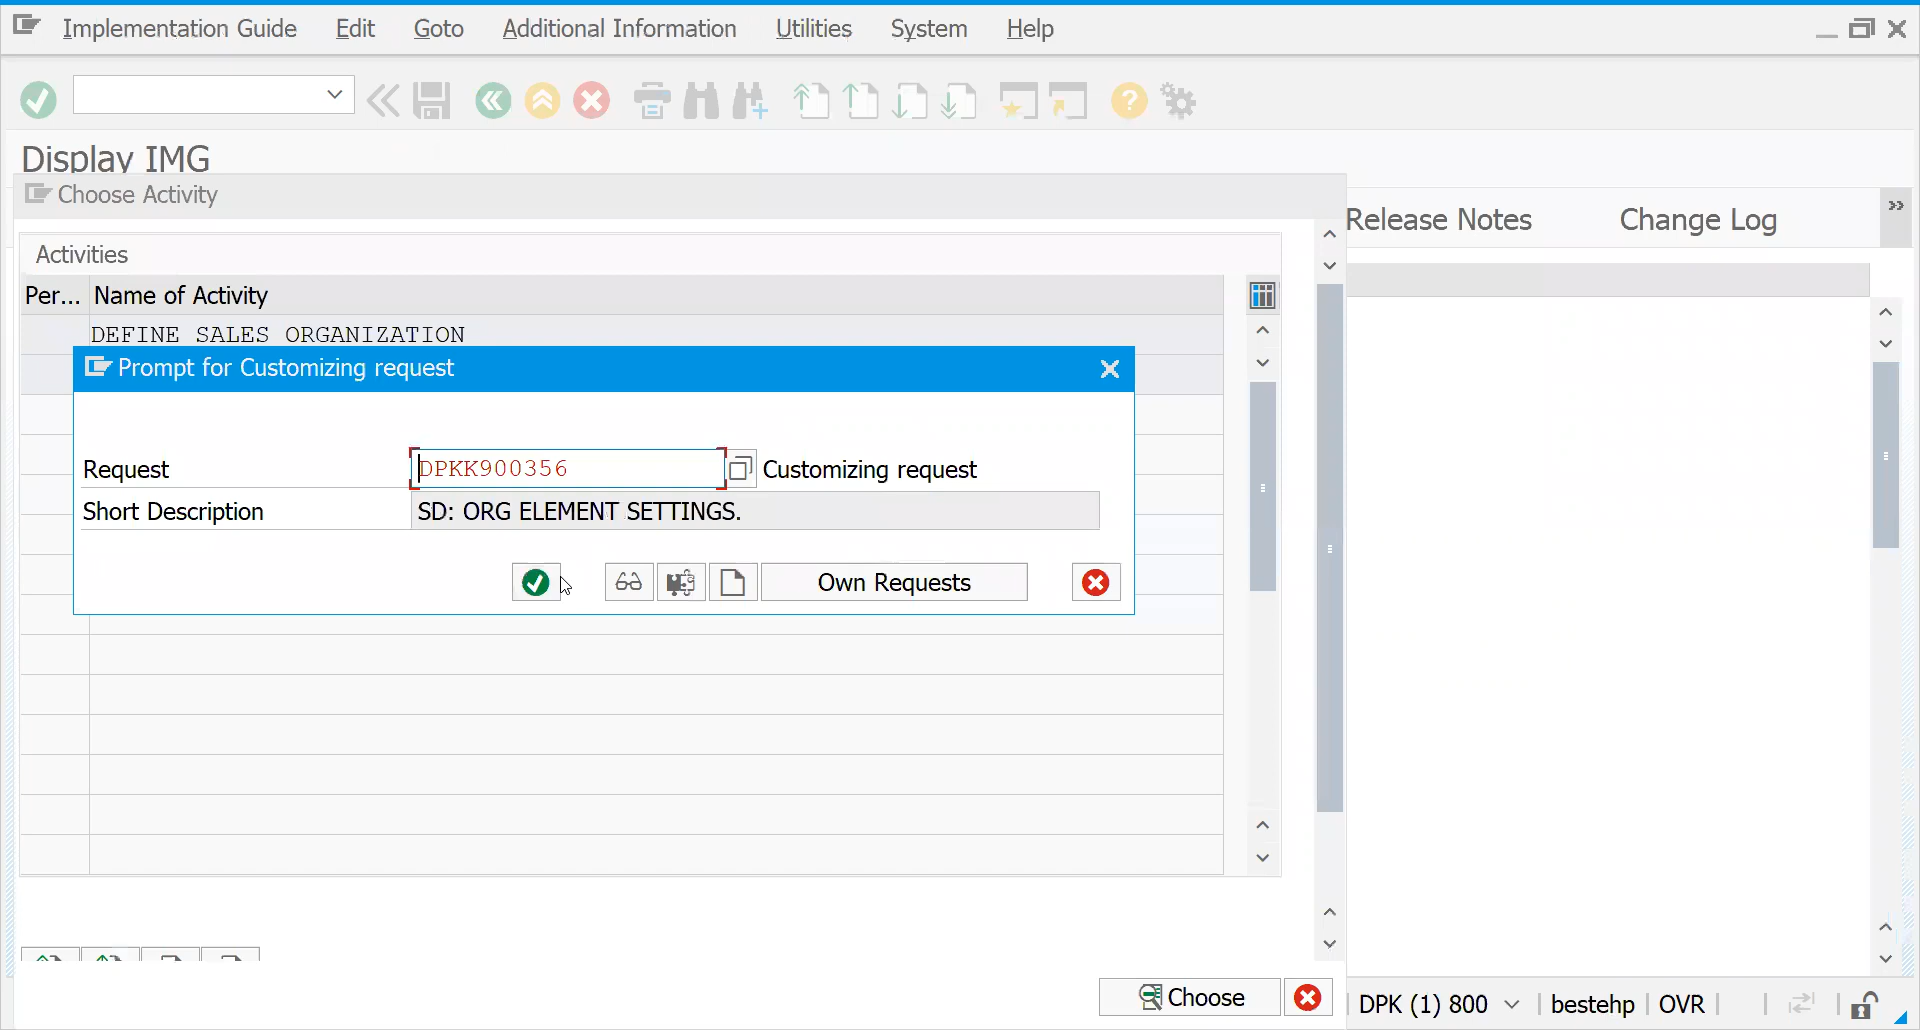 Implementation Guide Edit Goto Additional Information Utilities System Help
Display IMG
Choose Activity
Release Notes Change Log
Activities
Per... Name of Activity
DEFINE SALES ORGANIZATION
Prompt for Customizing request
Request DPKK900356 Customizing request
Short Description SD: ORG ELEMENT SETTINGS.
Own Requests
Choose
DPK (1) 800 bestehp OVR